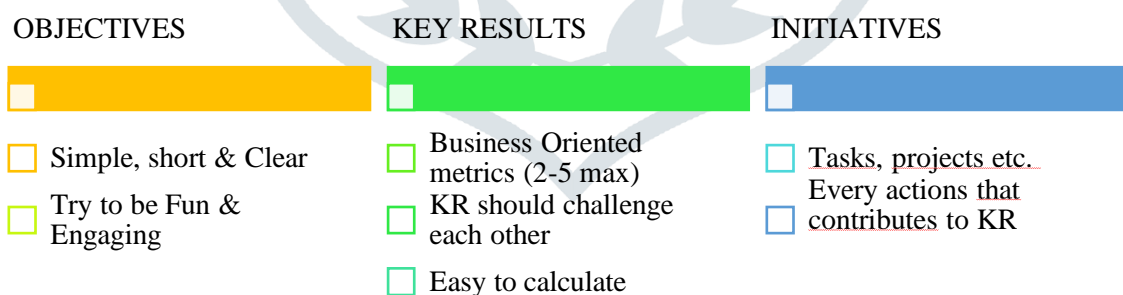 OBJECTIVES
Simple, short & Clear
Try to be Fun &
Engaging
KEY RESULTS
Business Oriented
metrics (2-5 max)
KR should challenge
each other
Easy to calculate
INITIATIVES
Tasks, projects etc.
Every actions that
contributes to KR